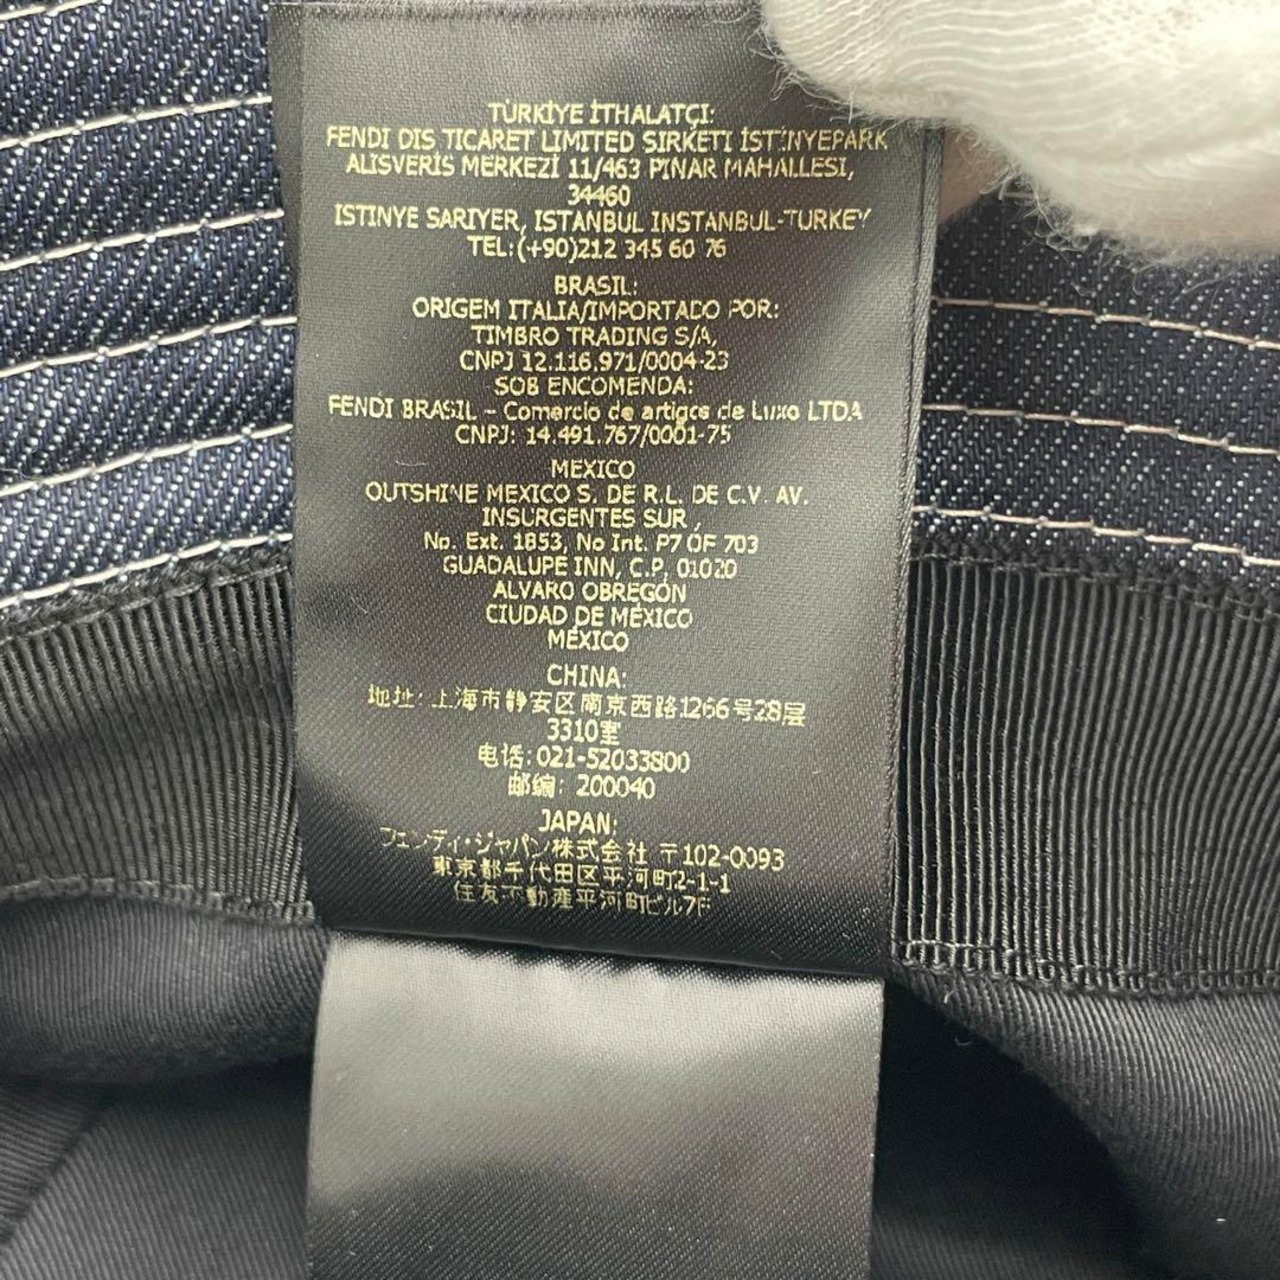 TÜRKİYE İTHALATÇI:
FENDI DIS TICARET LIMITED SIRKETI İSTİNYEPARK
ALISVERİS MERKEZİ 11/463 PINAR MAHALLESI,
34460
ISTINYE SARIYER, ISTANBUL INSTANBUL-TURKEY
TEL:(+90)212 345 60 76
BRASIL:
ORIGEM ITALIA/IMPORTADO POR:
TIMBRO TRADING S/A,
CNPJ 12.116.971/0004-23
SOB ENCOMENDA:
FENDI BRASIL - Comercio de artigos de Luxo LTDA
CNPJ: 14.491.767/0001-75
MEXICO
OUTSHINE MEXICO S. DE R.L. DE C.V. AV.
INSURGENTES SUR,
No. Ext. 1853, No Int. P7 OF 703
GUADALUPE INN, C.P. 01020
ALVARO OBREGÓN
CIUDAD DE MÉXICO
MÉXICO
CHINA:
地址: 上海市静安区南京西路1266号28层
3310室
电话: 021-52033800
邮编: 200040
JAPAN:
フェンディ・ジャパン株式会社 〒102-0093
東京都千代田区平河町2-1-1
住友不動産平河町ビル7F